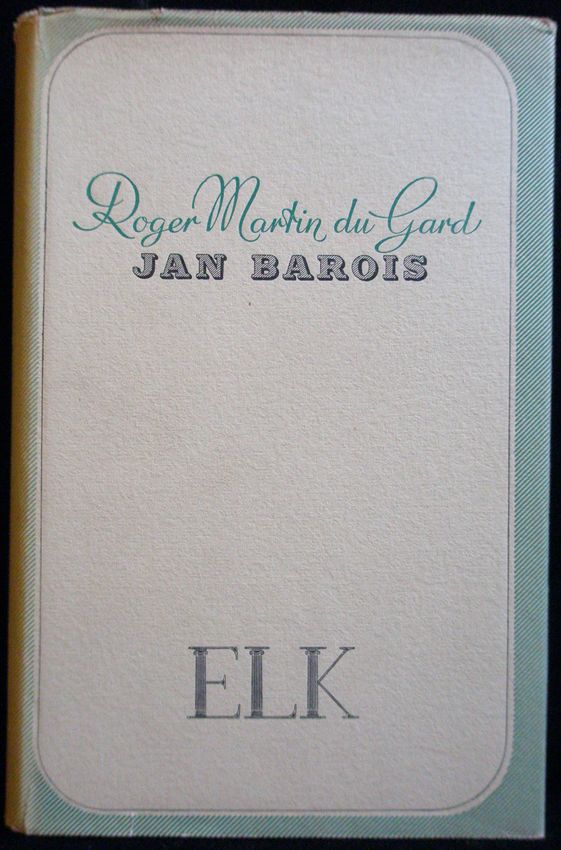 Roger Martin du Gard
JAN BAROIS
ELK